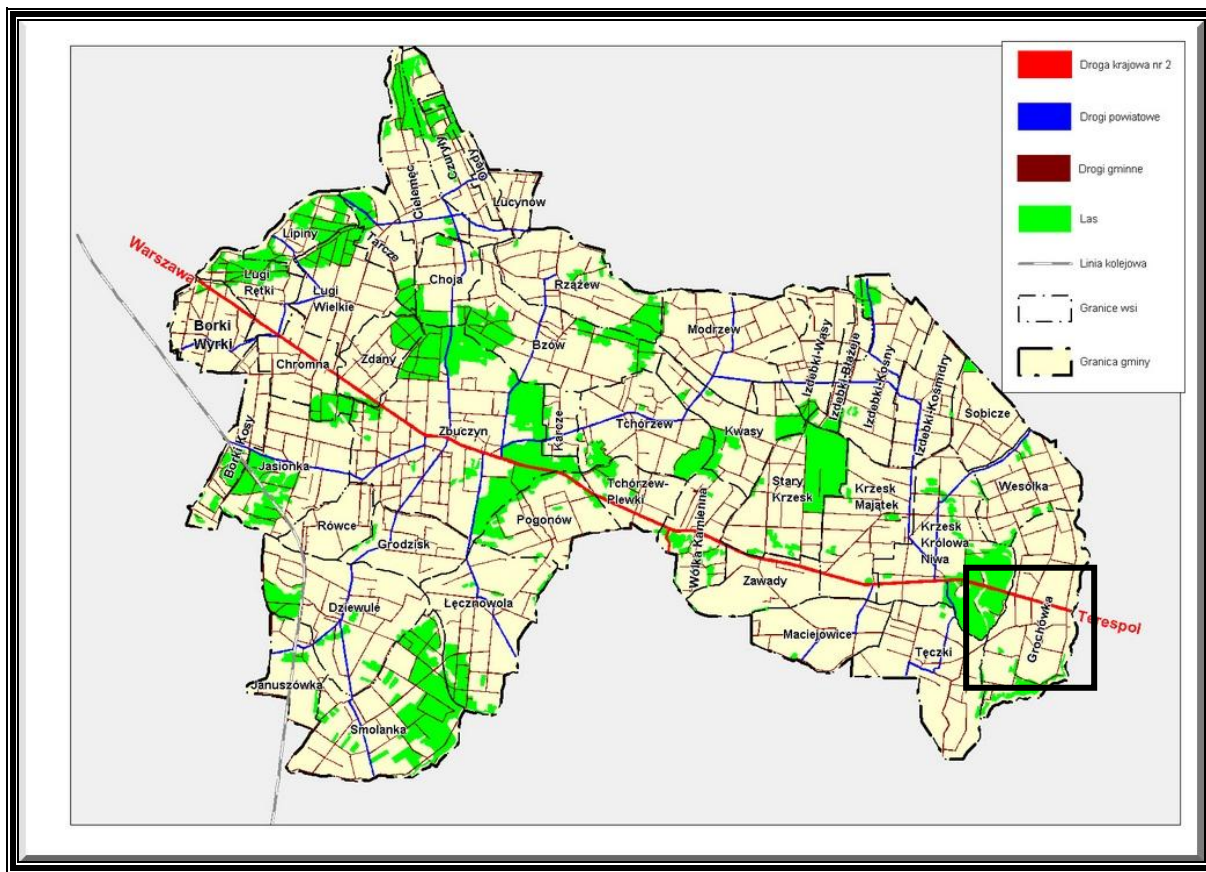 Droga krajowa nr 2
Drogi powiatowe
Drogi gminne
Las
Linia kolejowa
Granice wsi
Granica gminy
Cielemęc
Czuryły
Olędy
Lucynów
Lipiny
Tarcze
Warszawa
Ługi
Rętki
Ługi
Wielkie
Choja
Rzążew
Borki
Wyrki
Chromna
Zdany
Bzów
Modrzew
Izdebki-Wąsy
Izdebki-Błażeje
Izdebki-Kosny
Izdebki-Kośmidry
Sobicze
Borki-Kosy
Jasionka
Zbuczyn
Karcze
Tchórzew
Kwasy
Tchórzew-
Plewki
Stary
Krzesk
Krzesk
Majątek
Wesółka
Rówce
Grodzisk
Pogonów
Wólka Kamienna
Krzesk
Królowa
Niwa
Zawady
Dziewule
Łęcznowola
Maciejowice
Tęczki
Grochówka
Terespol
Januszówka
Smolanka